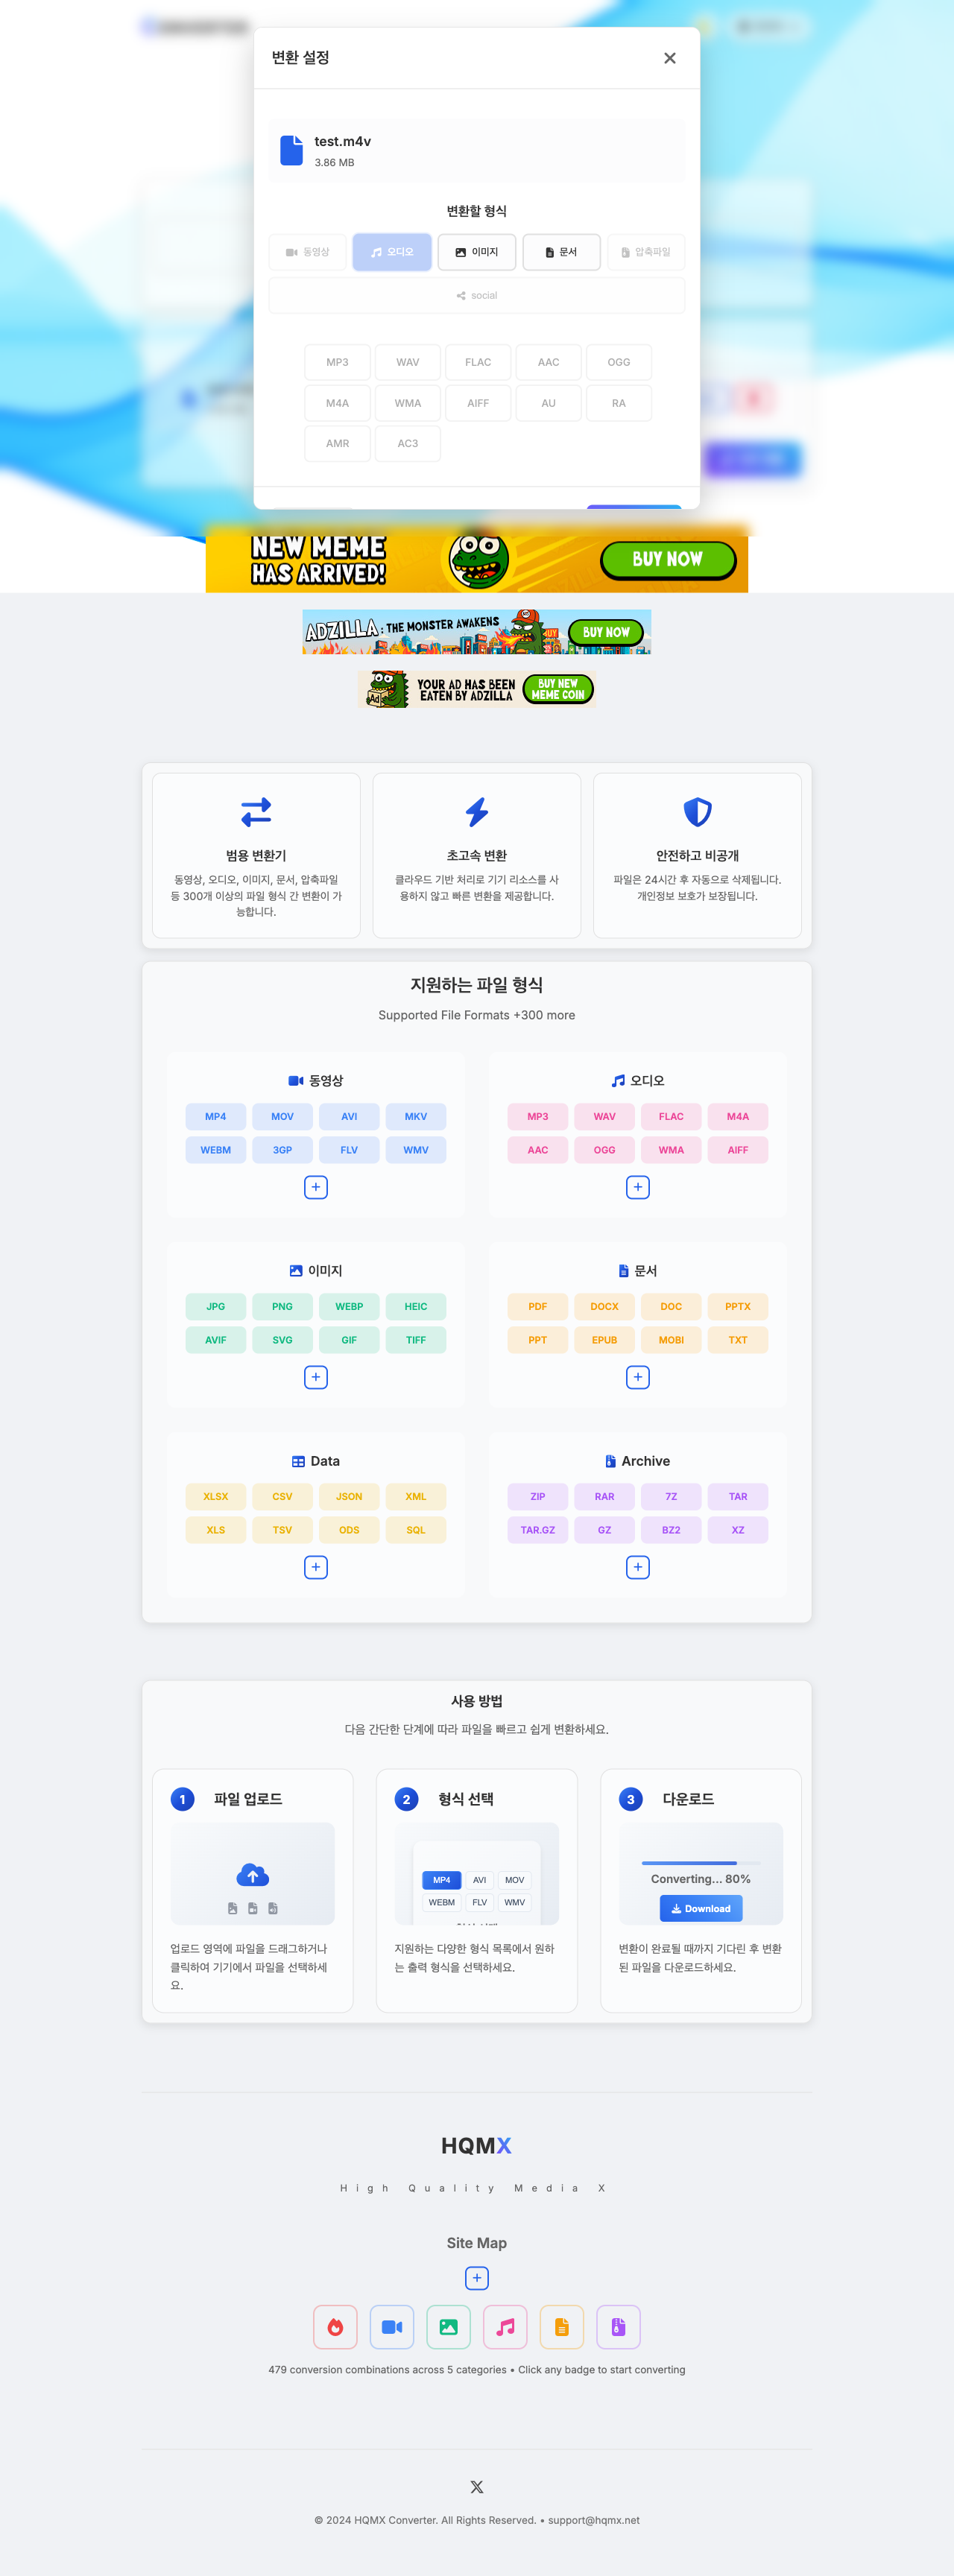 변환 설정
test.m4v
3.86 MB
변환할 형식
동영상
오디오
이미지
문서
압축파일
social
MP3
WAV
FLAC
AAC
OGG
M4A
WMA
AIFF
AU
RA
AMR
AC3
NEW MEME
HAS ARRIVED!
BUY NOW
ADZILLA: THE MONSTER AWAKENS
BUY NOW
Ad
YOUR AD HAS BEEN
EATEN BY ADZILLA
BUY NEW
MEME COIN
범용 변환기
동영상, 오디오, 이미지, 문서, 압축파일
등 300개 이상의 파일 형식 간 변환이 가
능합니다.
초고속 변환
클라우드 기반 처리로 기기 리소스를 사
용하지 않고 빠른 변환을 제공합니다.
안전하고 비공개
파일은 24시간 후 자동으로 삭제됩니다.
개인정보 보호가 보장됩니다.
지원하는 파일 형식
Supported File Formats +300 more
동영상
MP4
MOV
AVI
MKV
WEBM
3GP
FLV
WMV
오디오
MP3
WAV
FLAC
M4A
AAC
OGG
WMA
AIFF
이미지
JPG
PNG
WEBP
HEIC
AVIF
SVG
GIF
TIFF
문서
PDF
DOCX
DOC
PPTX
PPT
EPUB
MOBI
TXT
Data
XLSX
CSV
JSON
XML
XLS
TSV
ODS
SQL
Archive
ZIP
RAR
7Z
TAR
TAR.GZ
GZ
BZ2
XZ
사용 방법
다음 간단한 단계에 따라 파일을 빠르고 쉽게 변환하세요.
1 파일 업로드
업로드 영역에 파일을 드래그하거나
클릭하여 기기에서 파일을 선택하세
요.
2 형식 선택
MP4
AVI
MOV
WEBM
FLV
WMV
지원하는 다양한 형식 목록에서 원하
는 출력 형식을 선택하세요.
3 다운로드
Converting... 80%
Download
변환이 완료될 때까지 기다린 후 변환
된 파일을 다운로드하세요.
HQMX
High Quality Media X
Site Map
479 conversion combinations across 5 categories • Click any badge to start converting
© 2024 HQMX Converter. All Rights Reserved. • support@hqmx.net